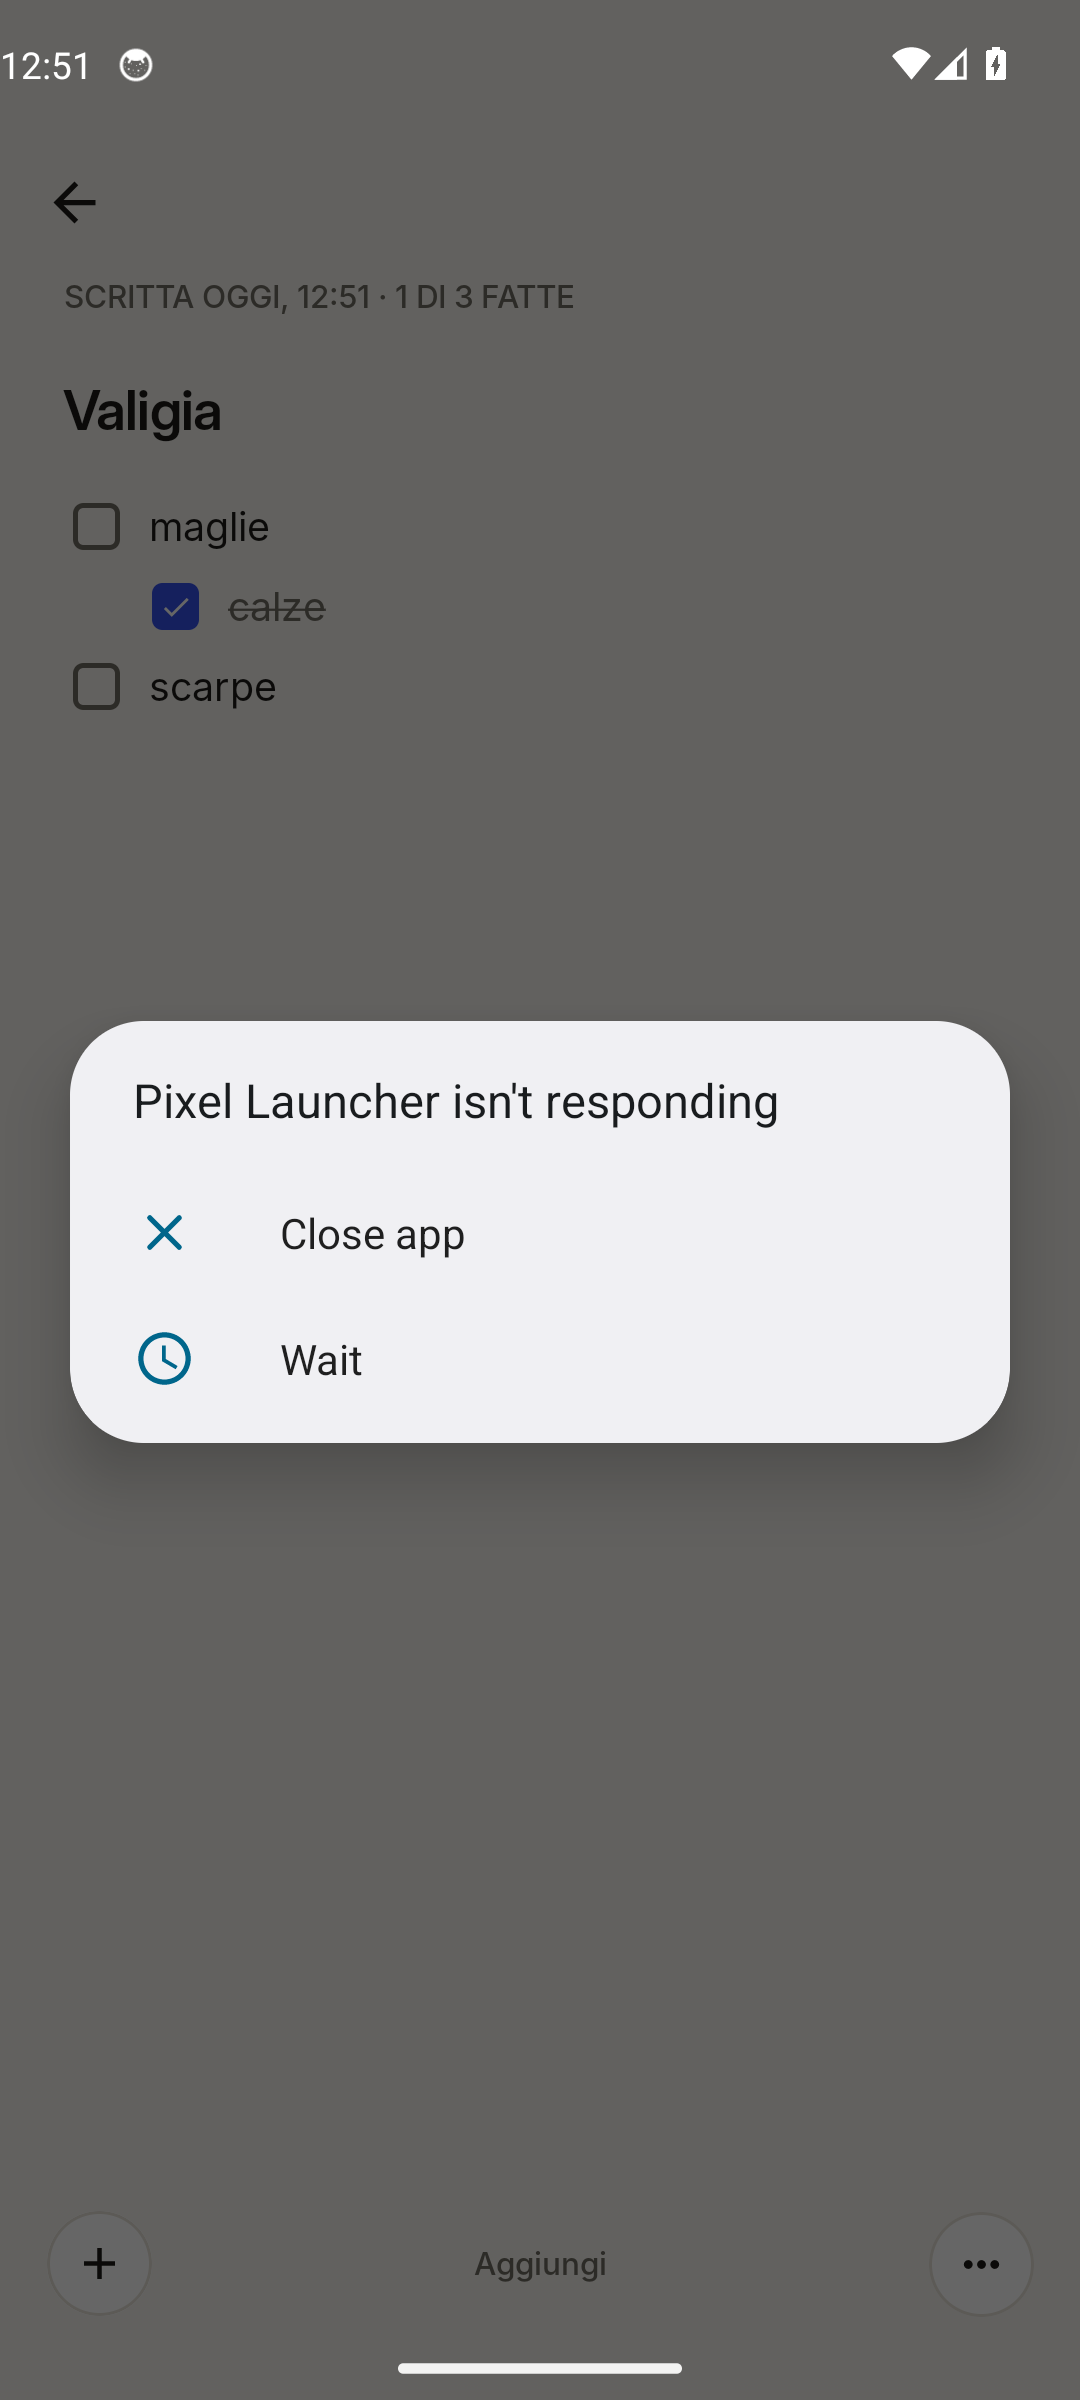 12:51
SCRITTA OGGI, 12:51 · 1 DI 3 FATTE
Valigia
maglie
calze
scarpe
Pixel Launcher isn't responding
Close app
Wait
Aggiungi